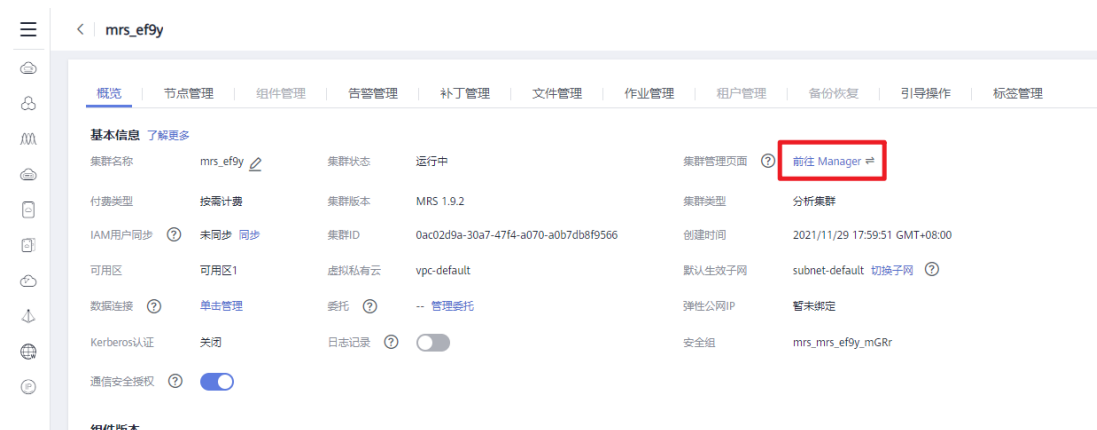 mrs_ef9y
概览 节点管理 组件管理 告警管理 补丁管理 文件管理 作业管理 租户管理 备份恢复 引导操作 标签管理
基本信息 了解更多
集群名称 mrs_ef9y 集群状态 运行中 集群管理页面 ? 前往 Manager
付费类型 按需计费 集群版本 MRS 1.9.2 集群类型 分析集群
IAM用户同步 ? 未同步 同步 集群ID 0ac02d9a-30a7-47f4-a070-a0b7db8f9566 创建时间 2021/11/29 17:59:51 GMT+08:00
可用区 可用区1 虚拟私有云 vpc-default 默认生效子网 subnet-default 切换子网 ?
数据连接 ? 单击管理 委托 ? -- 管理委托 弹性公网IP 暂未绑定
Kerberos认证 关闭 日志记录 ? 安全组 mrs_mrs_ef9y_mGRr
通信安全授权 ?
组件版本